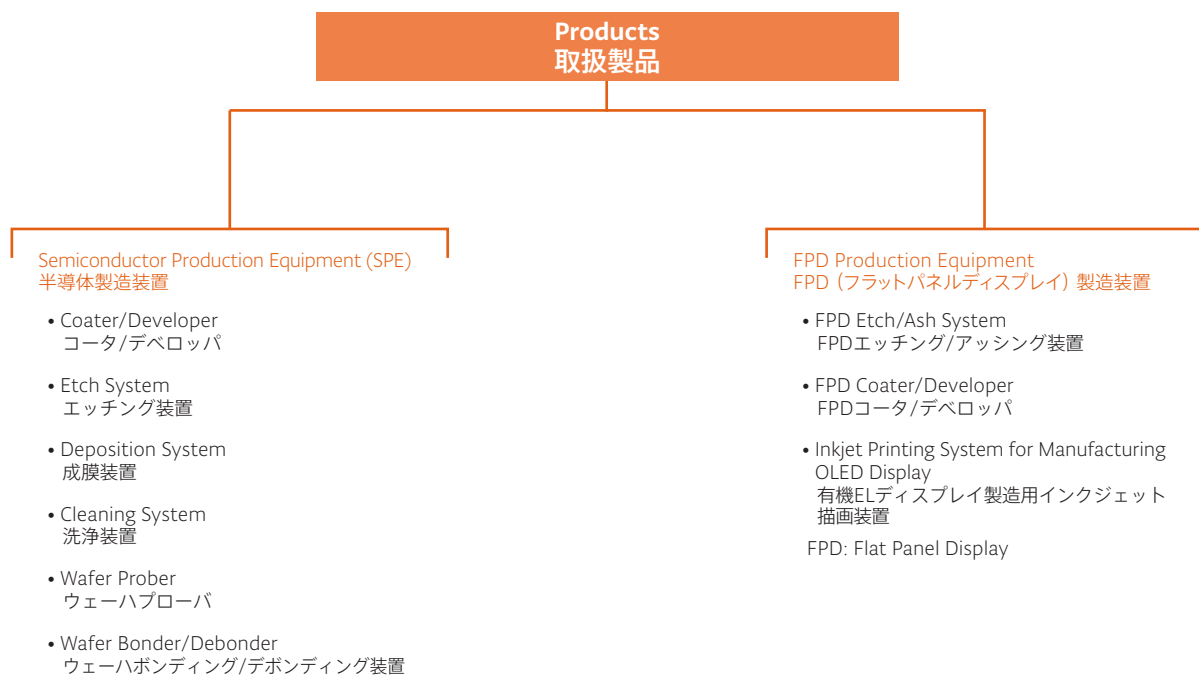 Products
取扱製品
Semiconductor Production Equipment (SPE)
半導体製造装置
• Coater/Developer
コータ/デベロッパ
• Etch System
エッチング装置
• Deposition System
成膜装置
• Cleaning System
洗浄装置
• Wafer Prober
ウェーハプローバ
• Wafer Bonder/Debonder
ウェーハボンディング/デボンディング装置
FPD Production Equipment
FPD（フラットパネルディスプレイ）製造装置
• FPD Etch/Ash System
FPDエッチング/アッシング装置
• FPD Coater/Developer
FPDコータ/デベロッパ
• Inkjet Printing System for Manufacturing
OLED Display
有機ELディスプレイ製造用インクジェット
描画装置
FPD: Flat Panel Display